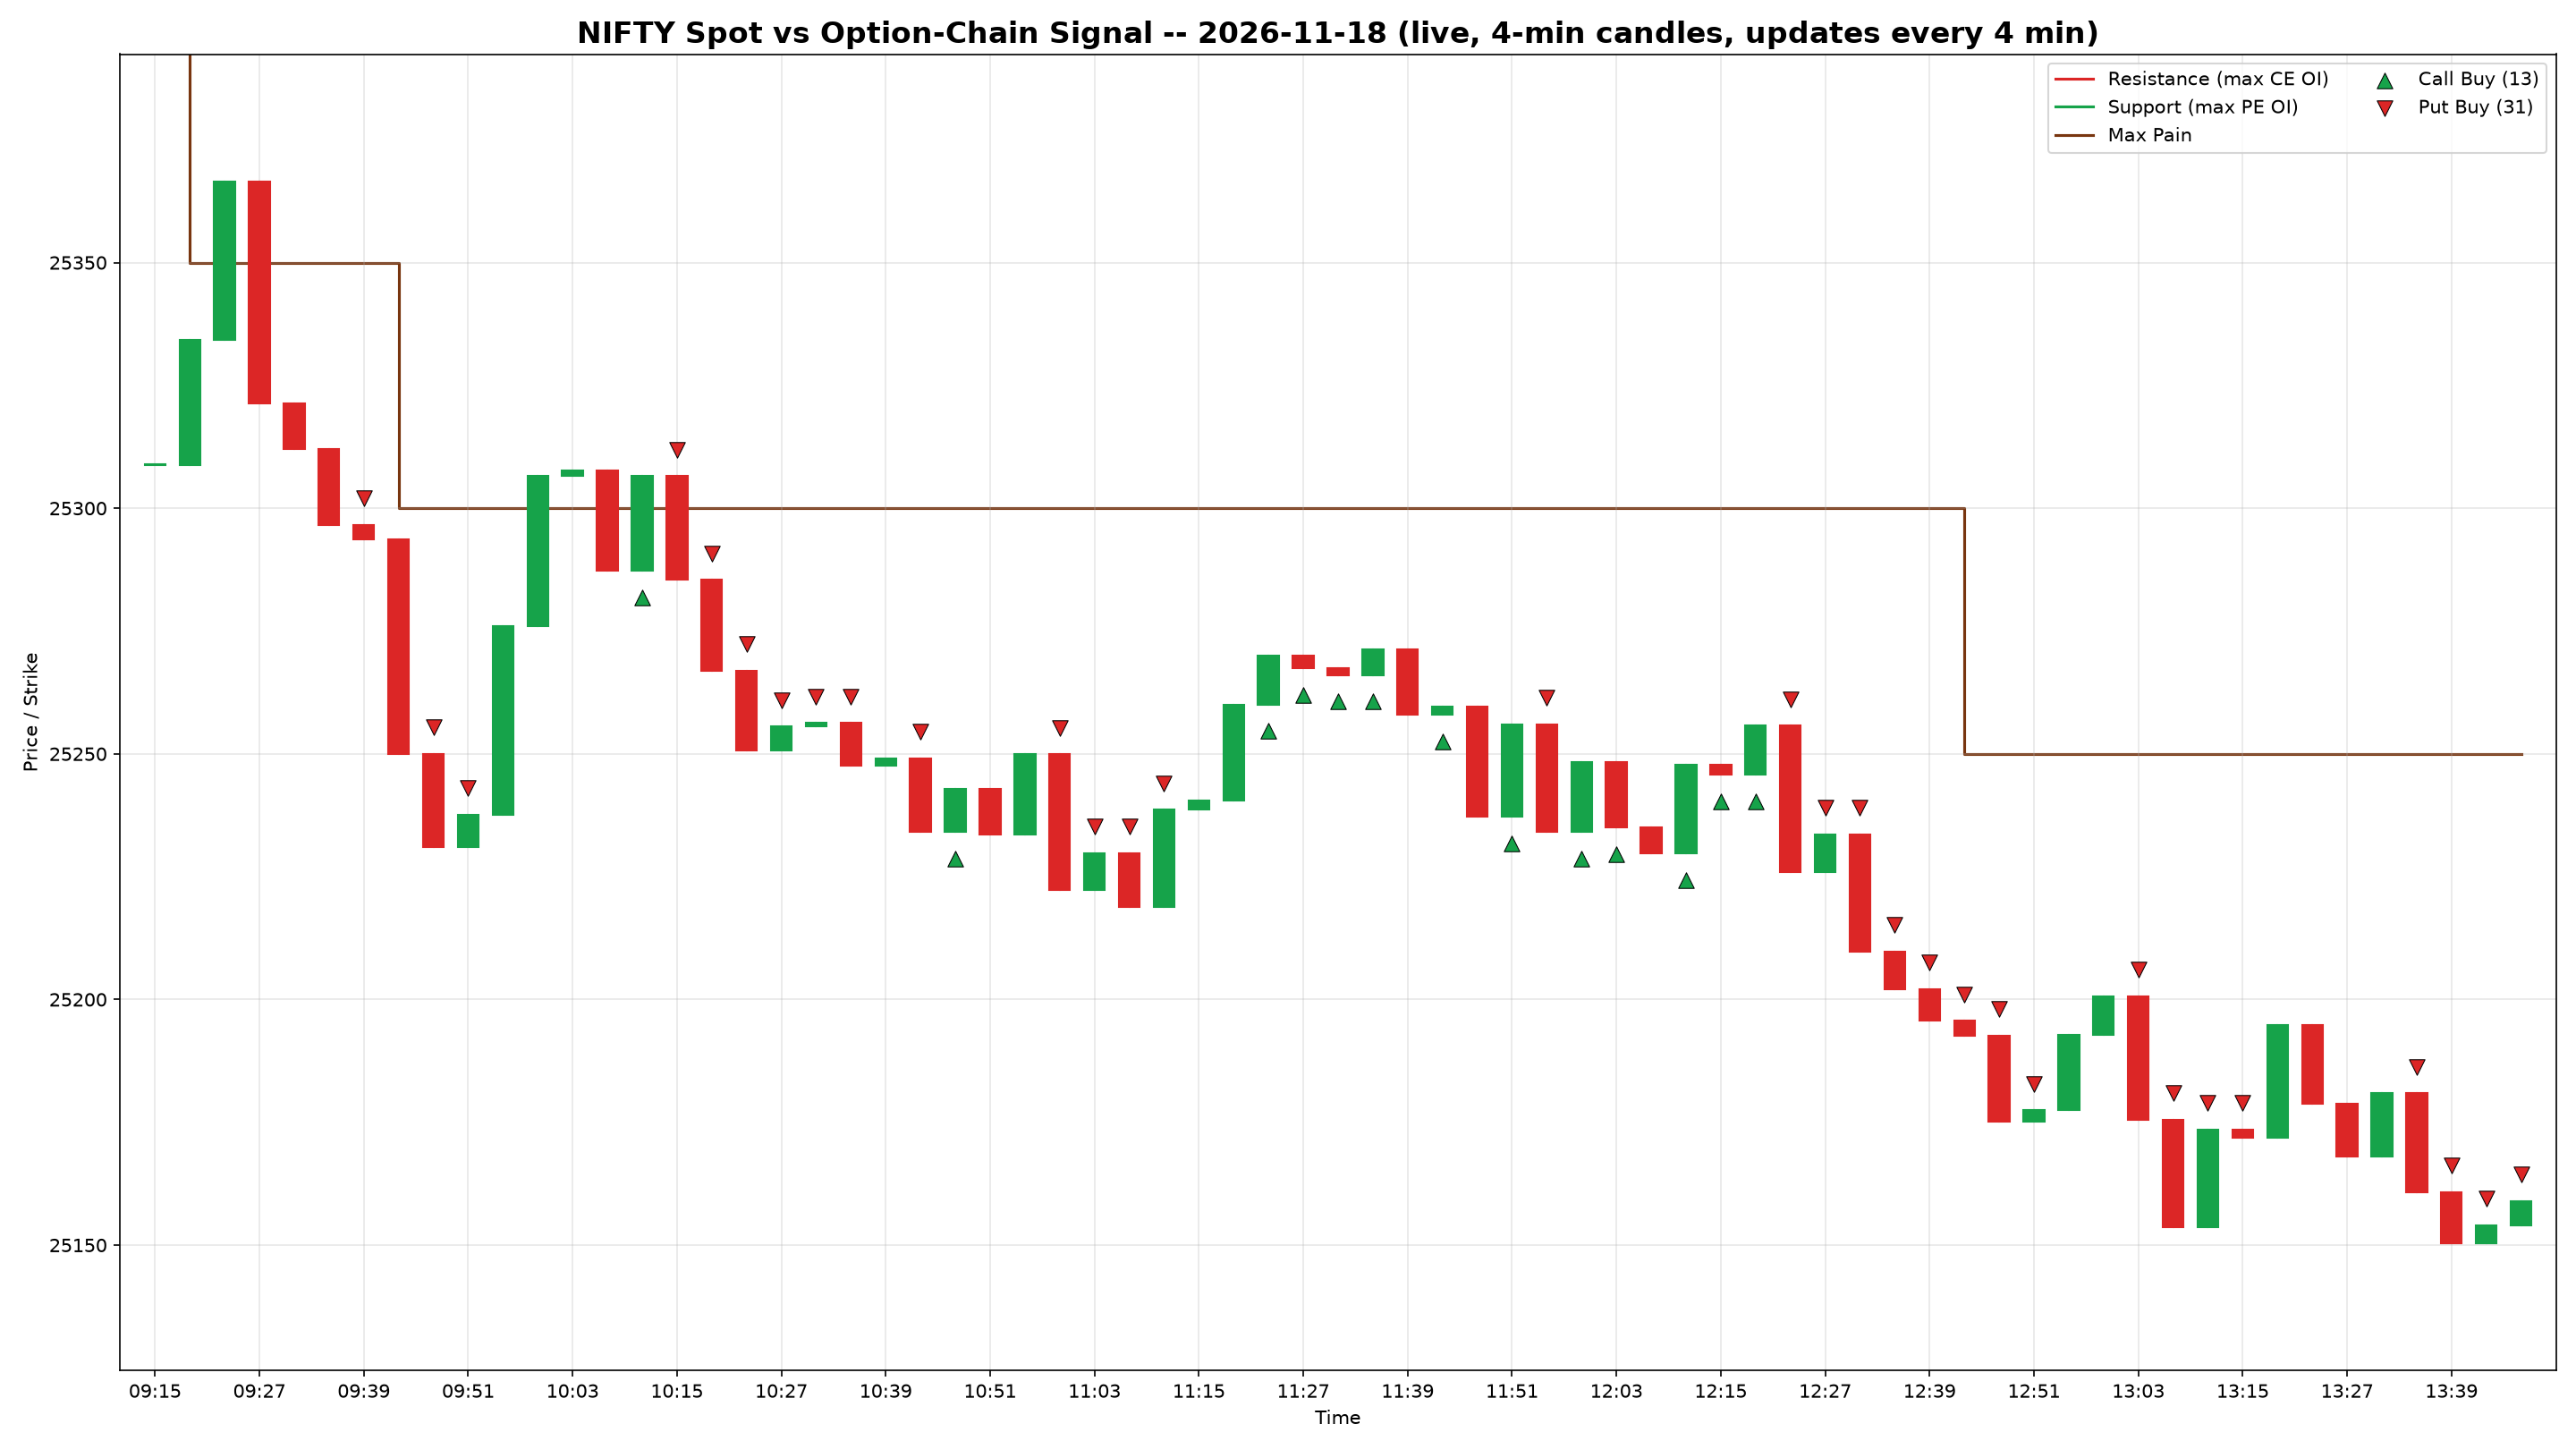 NIFTY Spot vs Option-Chain Signal -- 2026-11-18 (live, 4-min candles, updates every 4 min)
Resistance (max CE OI)
Support (max PE OI)
Max Pain
Call Buy (13)
Put Buy (31)
Price / Strike
25350
25300
25250
25200
25150
09:15 09:27 09:39 09:51 10:03 10:15 10:27 10:39 10:51 11:03 11:15 11:27 11:39 11:51 12:03 12:15 12:27 12:39 12:51 13:03 13:15 13:27 13:39
Time